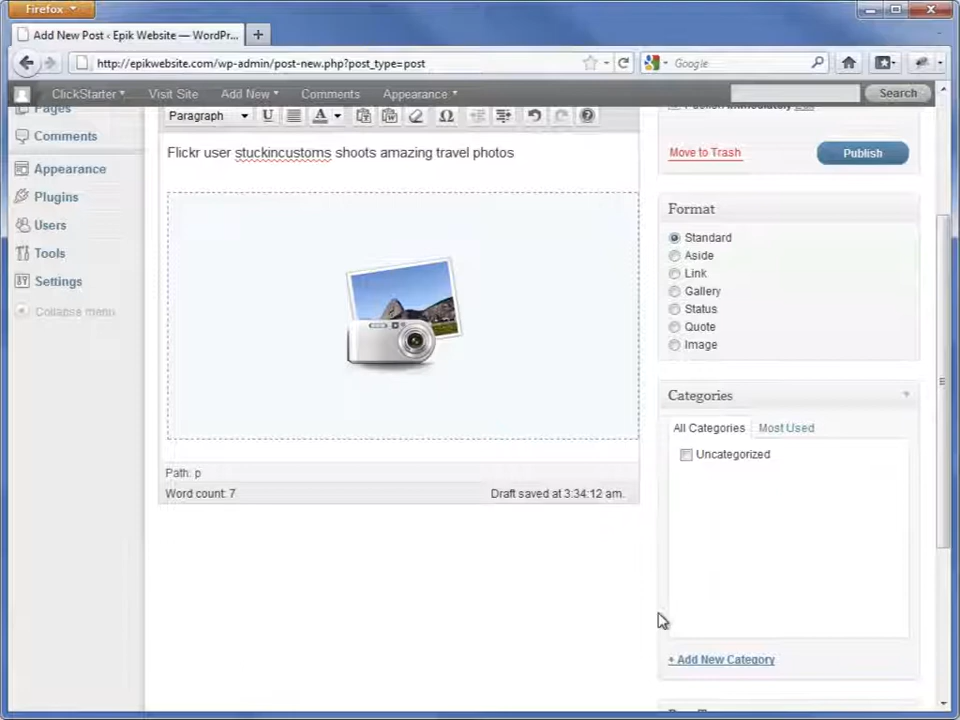 Firefox
Add New Post ‹ Epik Website — WordPr...
http://epikwebsite.com/wp-admin/post-new.php?post_type=post
Google
ClickStarter
Visit Site
Add New
Comments
Appearance
Search
Pages
Comments
Appearance
Plugins
Users
Tools
Settings
Collapse menu
Paragraph
Flickr user stuckincustoms shoots amazing travel photos
Path: p
Word count: 7
Draft saved at 3:34:12 am.
Publish immediately Edit
Move to Trash
Publish
Format
Standard
Aside
Link
Gallery
Status
Quote
Image
Categories
All Categories
Most Used
Uncategorized
+ Add New Category